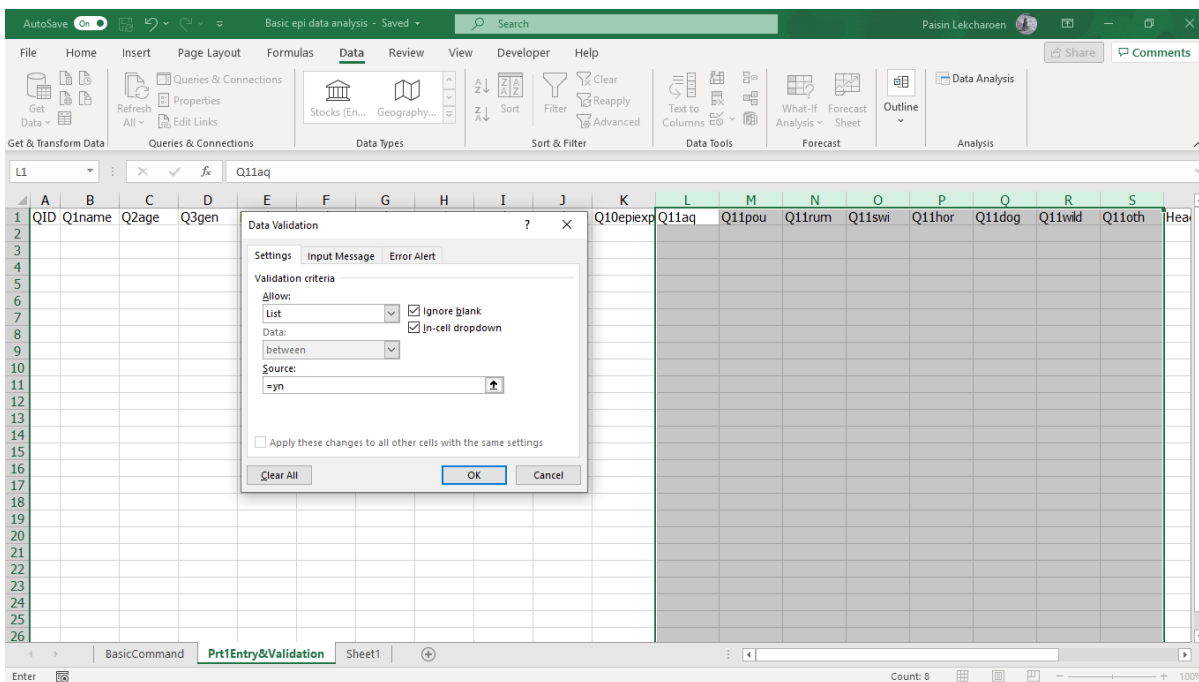 AutoSave On Basic epi data analysis - Saved Search Paisin Lekcharoen
File Home Insert Page Layout Formulas Data Review View Developer Help Share Comments
Get Data
Refresh All
Queries & Connections
Properties
Edit Links
Stocks (En... Geography...
Sort
Filter
Clear
Reapply
Advanced
Text to Columns
What-If Analysis
Forecast Sheet
Outline
Data Analysis
Get & Transform Data Queries & Connections Data Types Sort & Filter Data Tools Forecast Analysis
L1 fx Q11aq
A B C D E F G H I J K L M N O P Q R S
1 QID Q1name Q2age Q3gen Q10epiexp Q11aq Q11pou Q11rum Q11swi Q11hor Q11dog Q11wild Q11oth Head
2
3
4
5
6
7
8
9
10
11
12
13
14
15
16
17
18
19
20
21
22
23
24
25
26
Data Validation ? ×
Settings Input Message Error Alert
Validation criteria
Allow:
List
Ignore blank
In-cell dropdown
Data:
between
Source:
=yn
Apply these changes to all other cells with the same settings
Clear All OK Cancel
BasicCommand Prt1Entry&Validation Sheet1
Enter Count: 8